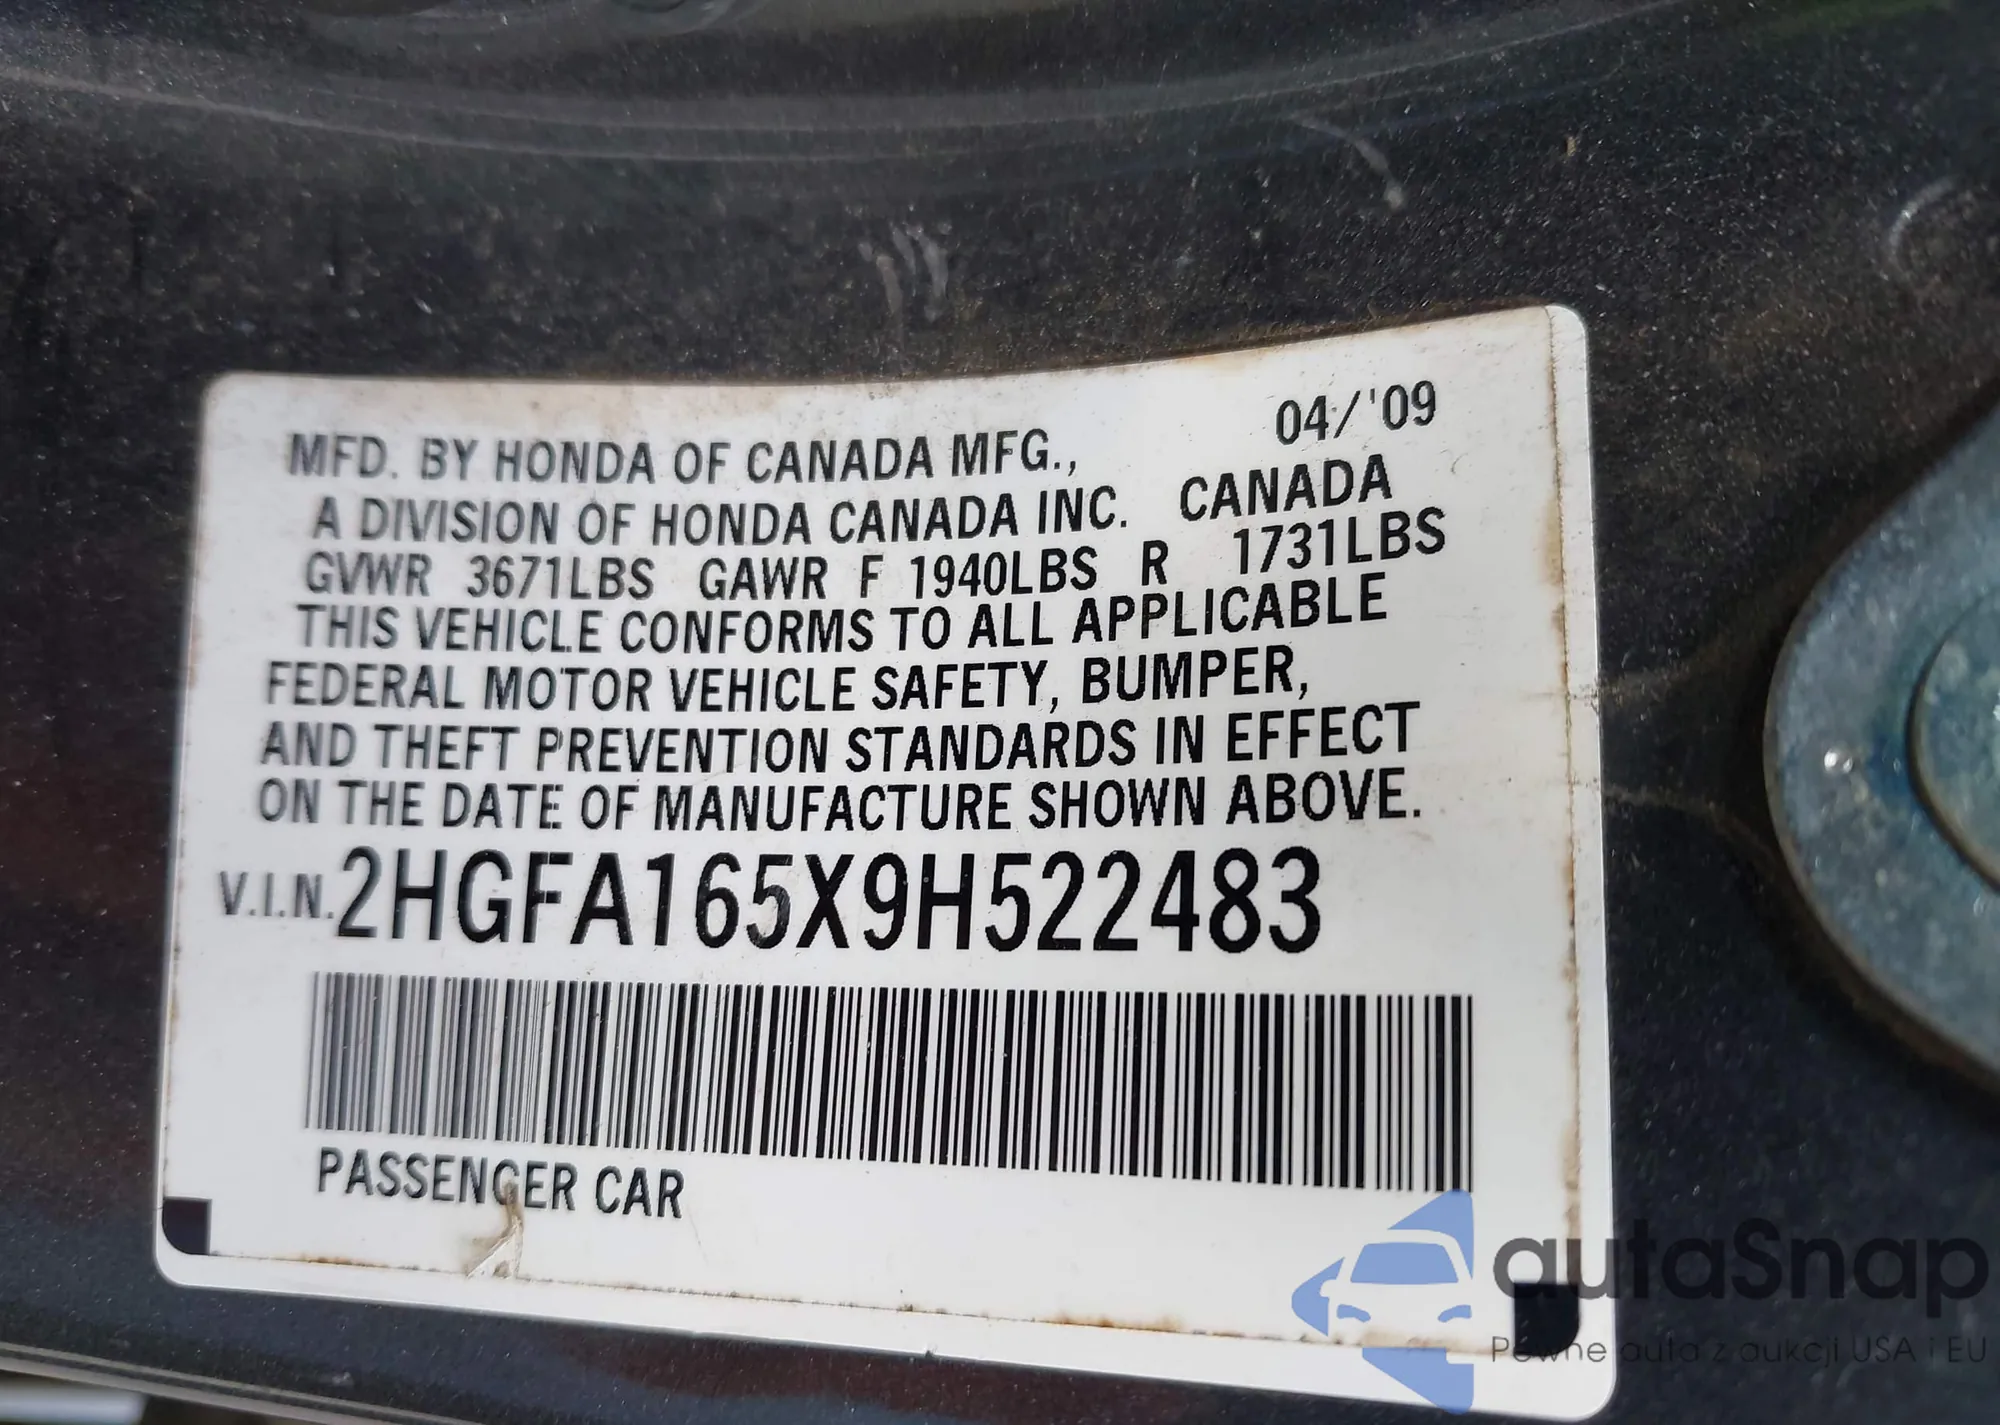 04/'09
MFD. BY HONDA OF CANADA MFG.,
A DIVISION OF HONDA CANADA INC. CANADA
GVWR 3671LBS GAWR F 1940LBS R 1731LBS
THIS VEHICLE CONFORMS TO ALL APPLICABLE
FEDERAL MOTOR VEHICLE SAFETY, BUMPER,
AND THEFT PREVENTION STANDARDS IN EFFECT
ON THE DATE OF MANUFACTURE SHOWN ABOVE.
V.I.N. 2HGFA165X9H522483
PASSENGER CAR
autaSnap
Pewne auta z aukcji USA i EU